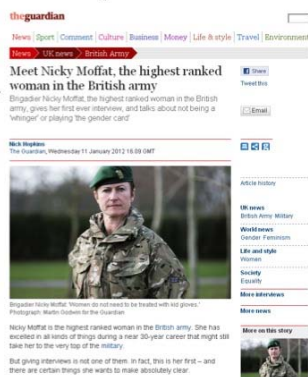 theguardian
News | Sport | Comment | Culture | Business | Money | Life & style | Travel | Environment
News > UK news > British Army
Meet Nicky Moffat, the highest ranked
woman in the British army
Brigadier Nicky Moffat, the highest ranked woman in the British
army, gives her first ever interview, and talks about not being a
'whinger' or playing 'the gender card'
Share
Tweet this
Email
Nick Hopkins
The Guardian, Wednesday 11 January 2012 16.09 GMT
Article history
UK news
British Army Military
World news
Gender Feminism
Life and style
Women
Society
Equality
More interviews
More news
More on this story
Brigadier Nicky Moffat: 'Women do not need to be treated with kid gloves.'
Photograph: Martin Godwin for the Guardian
Nicky Moffat is the highest ranked woman in the British army. She has
excelled in all kinds of things during a near 30-year career that might still
take her to the very top of the military.
But giving interviews is not one of them. In fact, this is her first – and
there are certain things she wants to make absolutely clear.